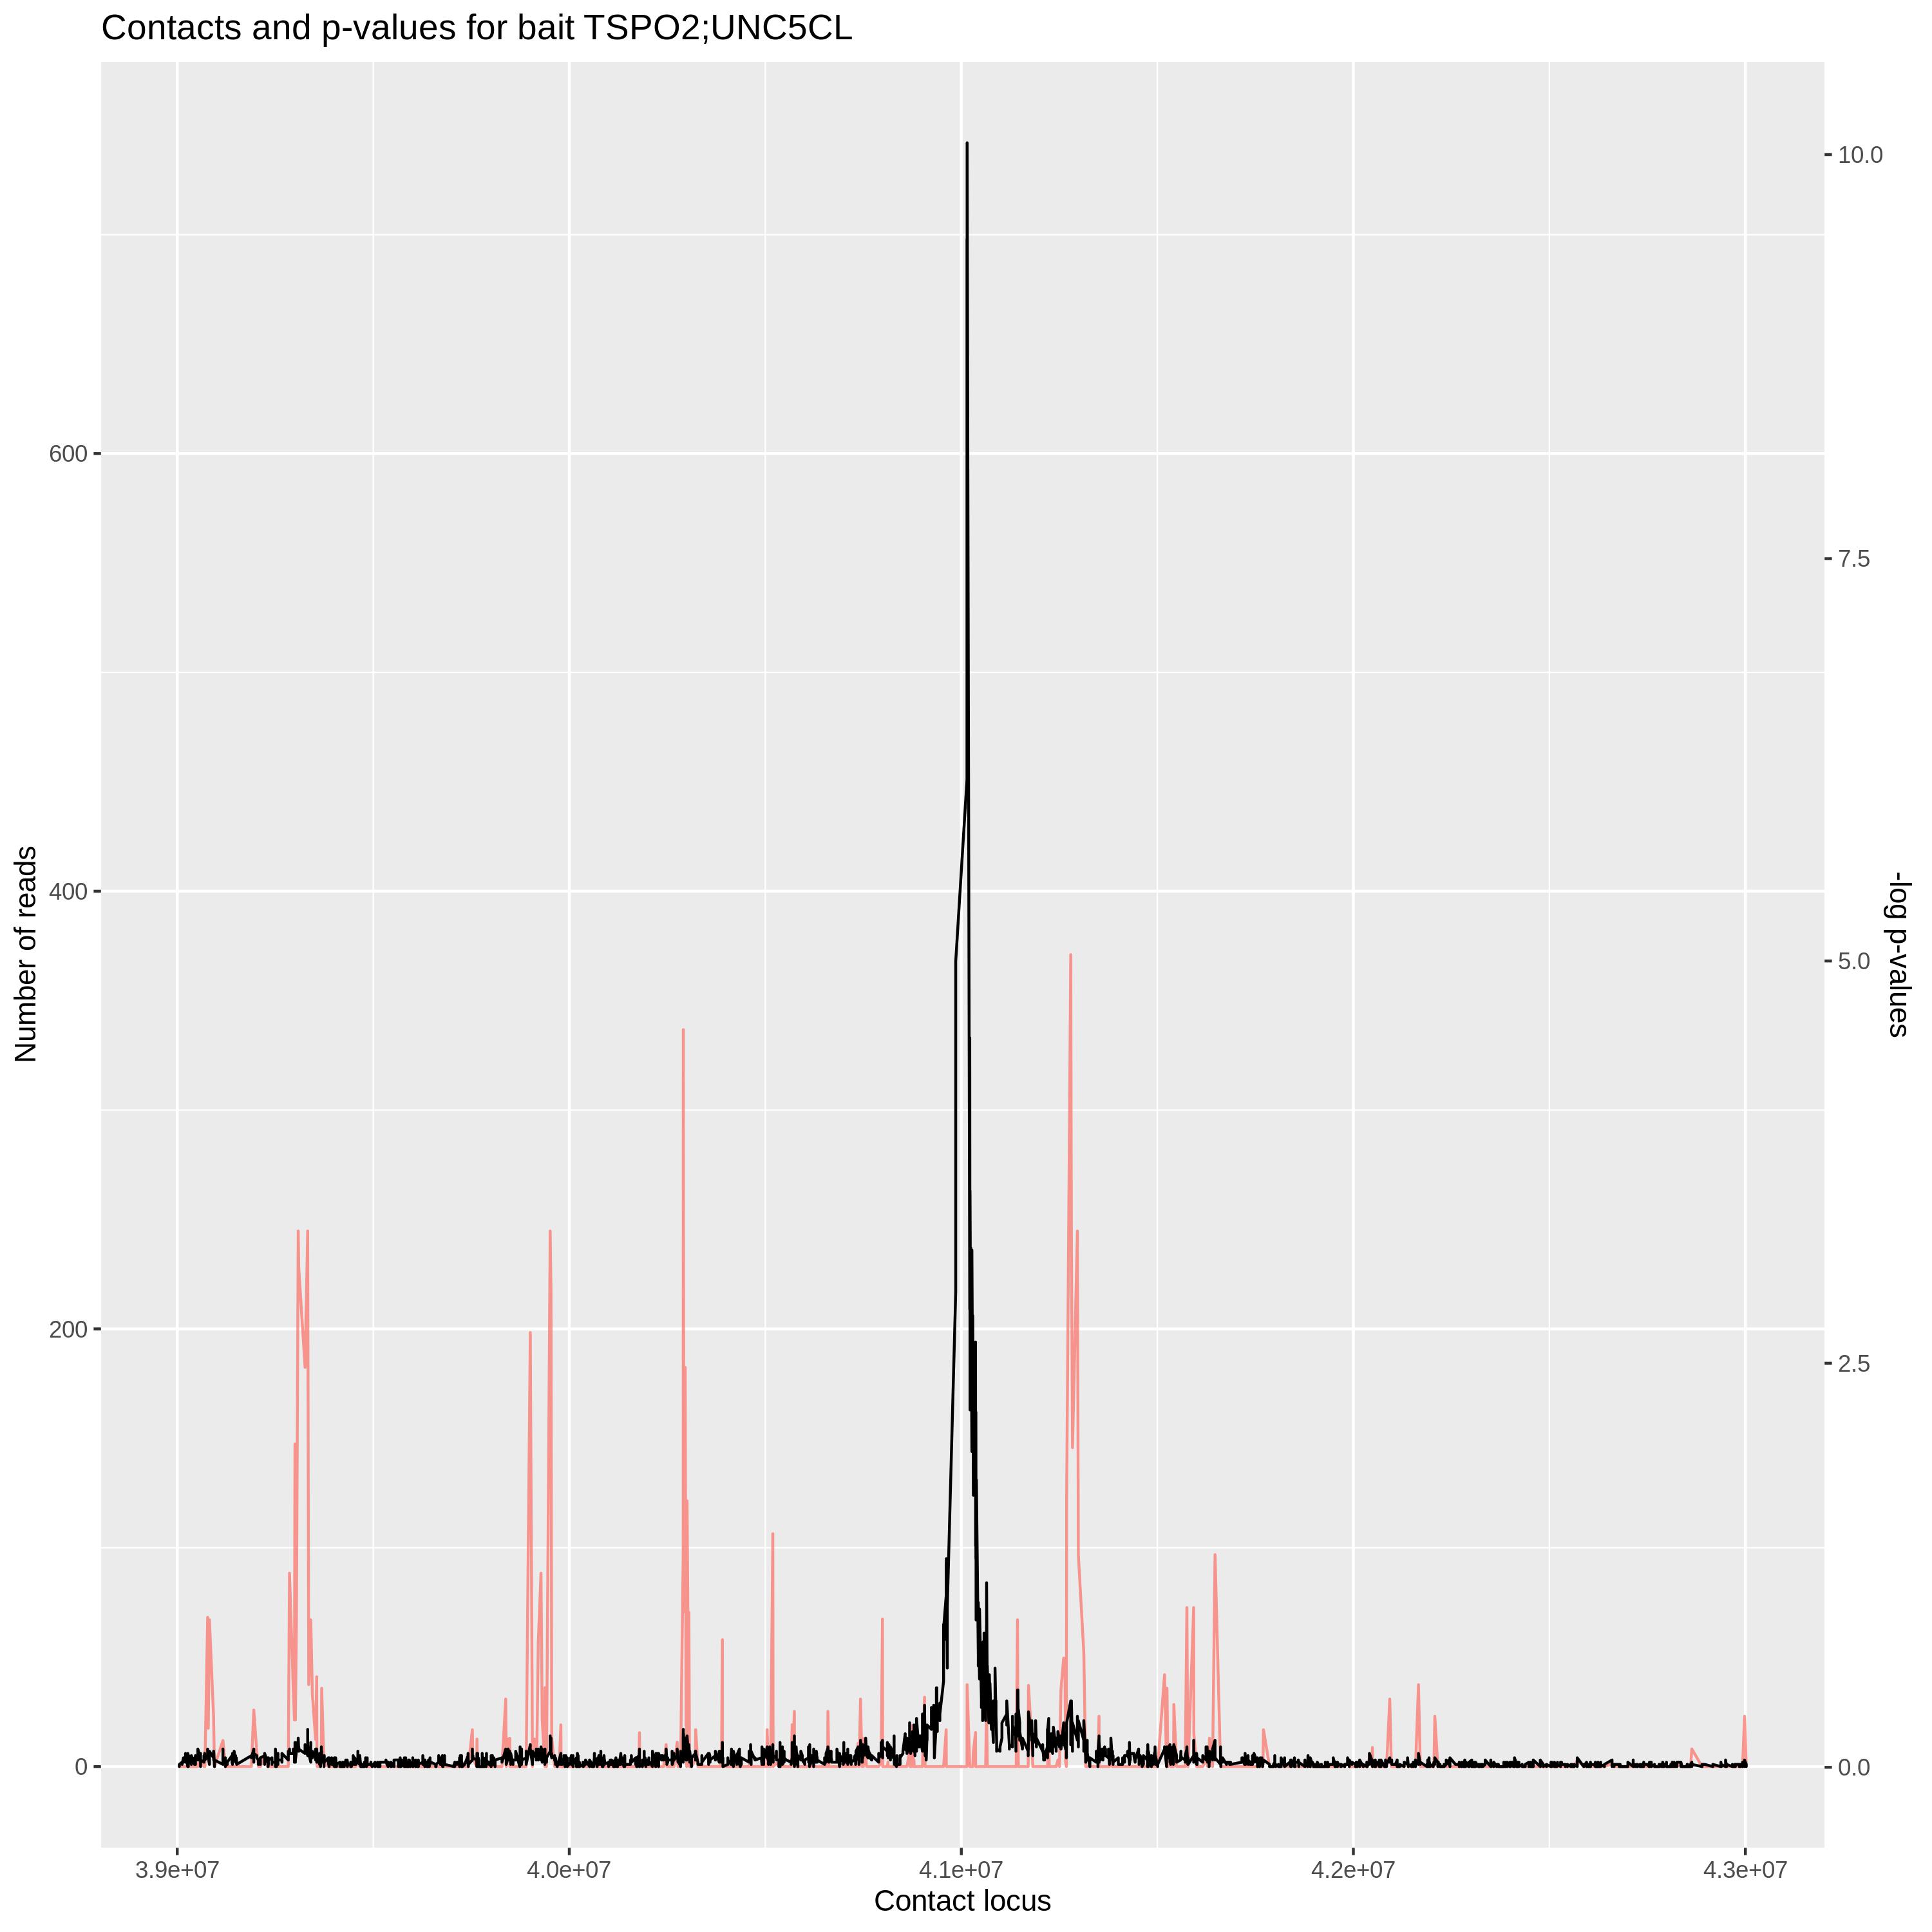 Contacts and p-values for bait TSPO2;UNC5CL
Number of reads
600
400
200
0
10.0
7.5
5.0
2.5
0.0
-log p-values
3.9e+07
4.0e+07
4.1e+07
4.2e+07
4.3e+07
Contact locus